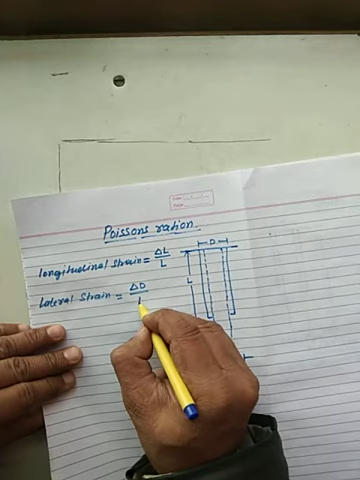 Poissons ration
D
longitudinal strain = ΔL/L
L
Lateral strain = ΔD/